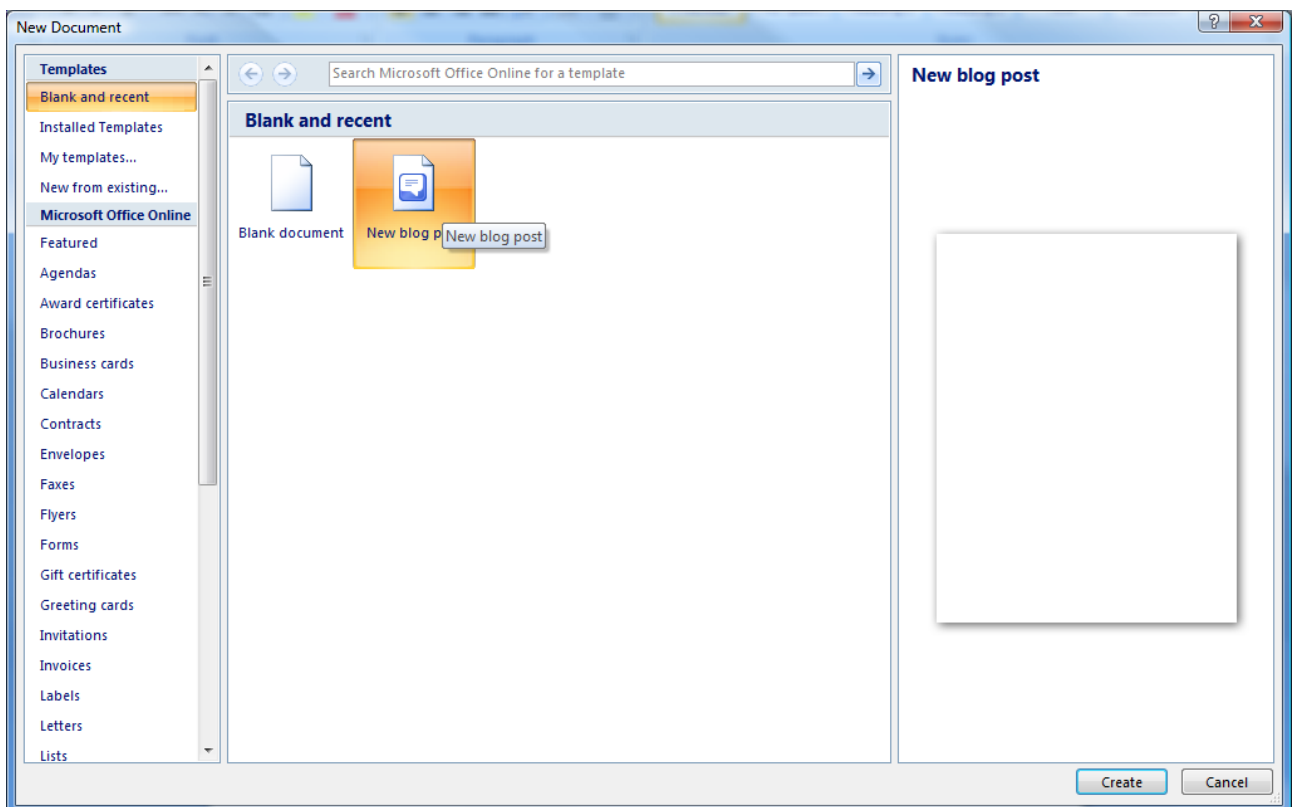 New Document
Templates
Blank and recent
Installed Templates
My templates...
New from existing...
Microsoft Office Online
Featured
Agendas
Award certificates
Brochures
Business cards
Calendars
Contracts
Envelopes
Faxes
Flyers
Forms
Gift certificates
Greeting cards
Invitations
Invoices
Labels
Letters
Lists
Search Microsoft Office Online for a template
Blank and recent
Blank document
New blog p
New blog post
New blog post
Create
Cancel